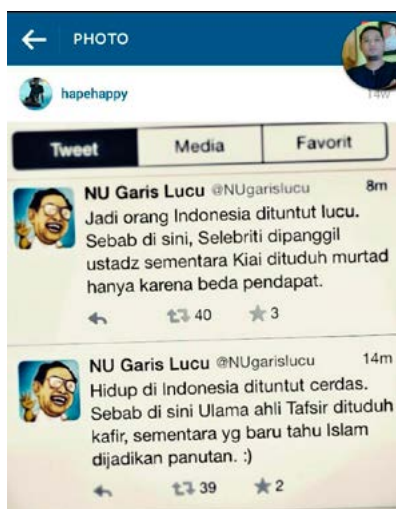 PHOTO
hapehappy
14w
Tweet
Media
Favorit
NU Garis Lucu @NUgarislucu 8m
Jadi orang Indonesia dituntut lucu.
Sebab di sini, Selebriti dipanggil
ustadz sementara Kiai dituduh murtad
hanya karena beda pendapat.
40 3
NU Garis Lucu @NUgarislucu 14m
Hidup di Indonesia dituntut cerdas.
Sebab di sini Ulama ahli Tafsir dituduh
kafir, sementara yg baru tahu Islam
dijadikan panutan. :)
39 2